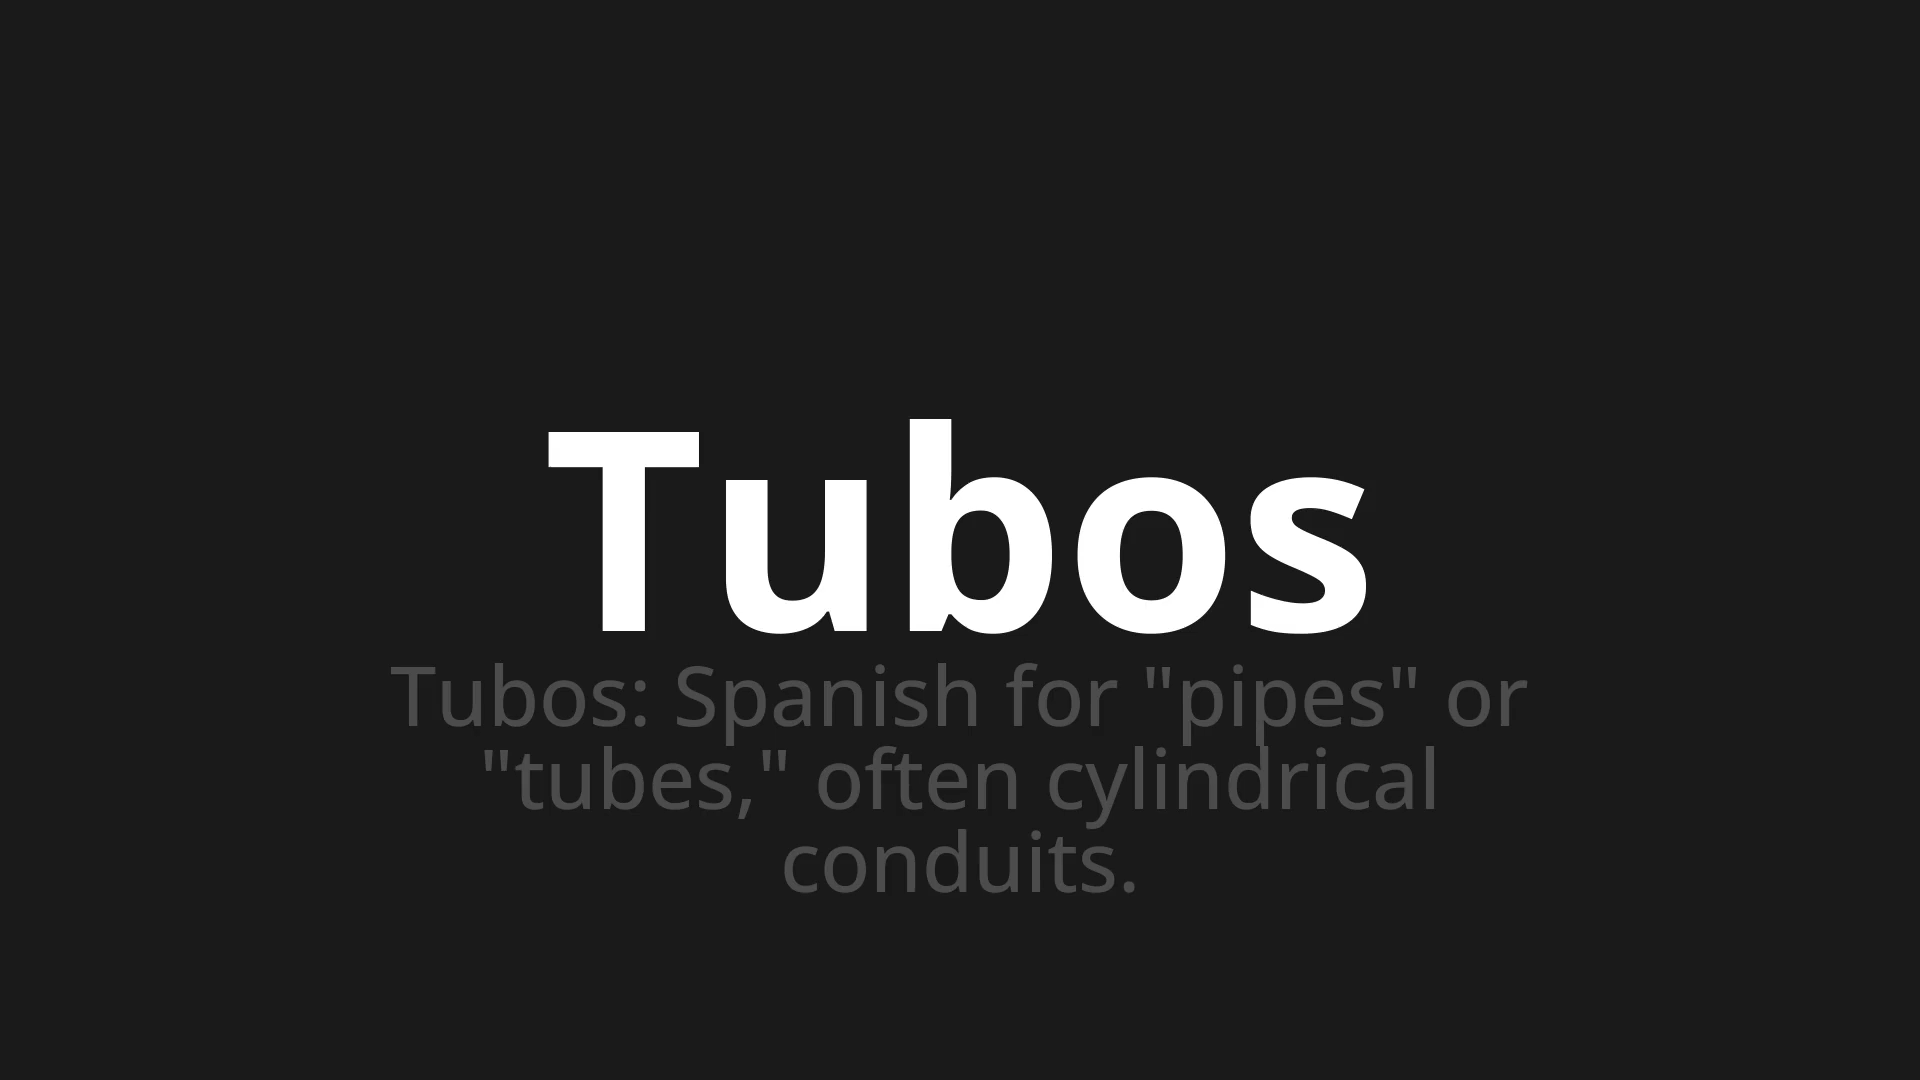 Tubos
Tubos: Spanish for "pipes" or
"tubes," often cylindrical
conduits.